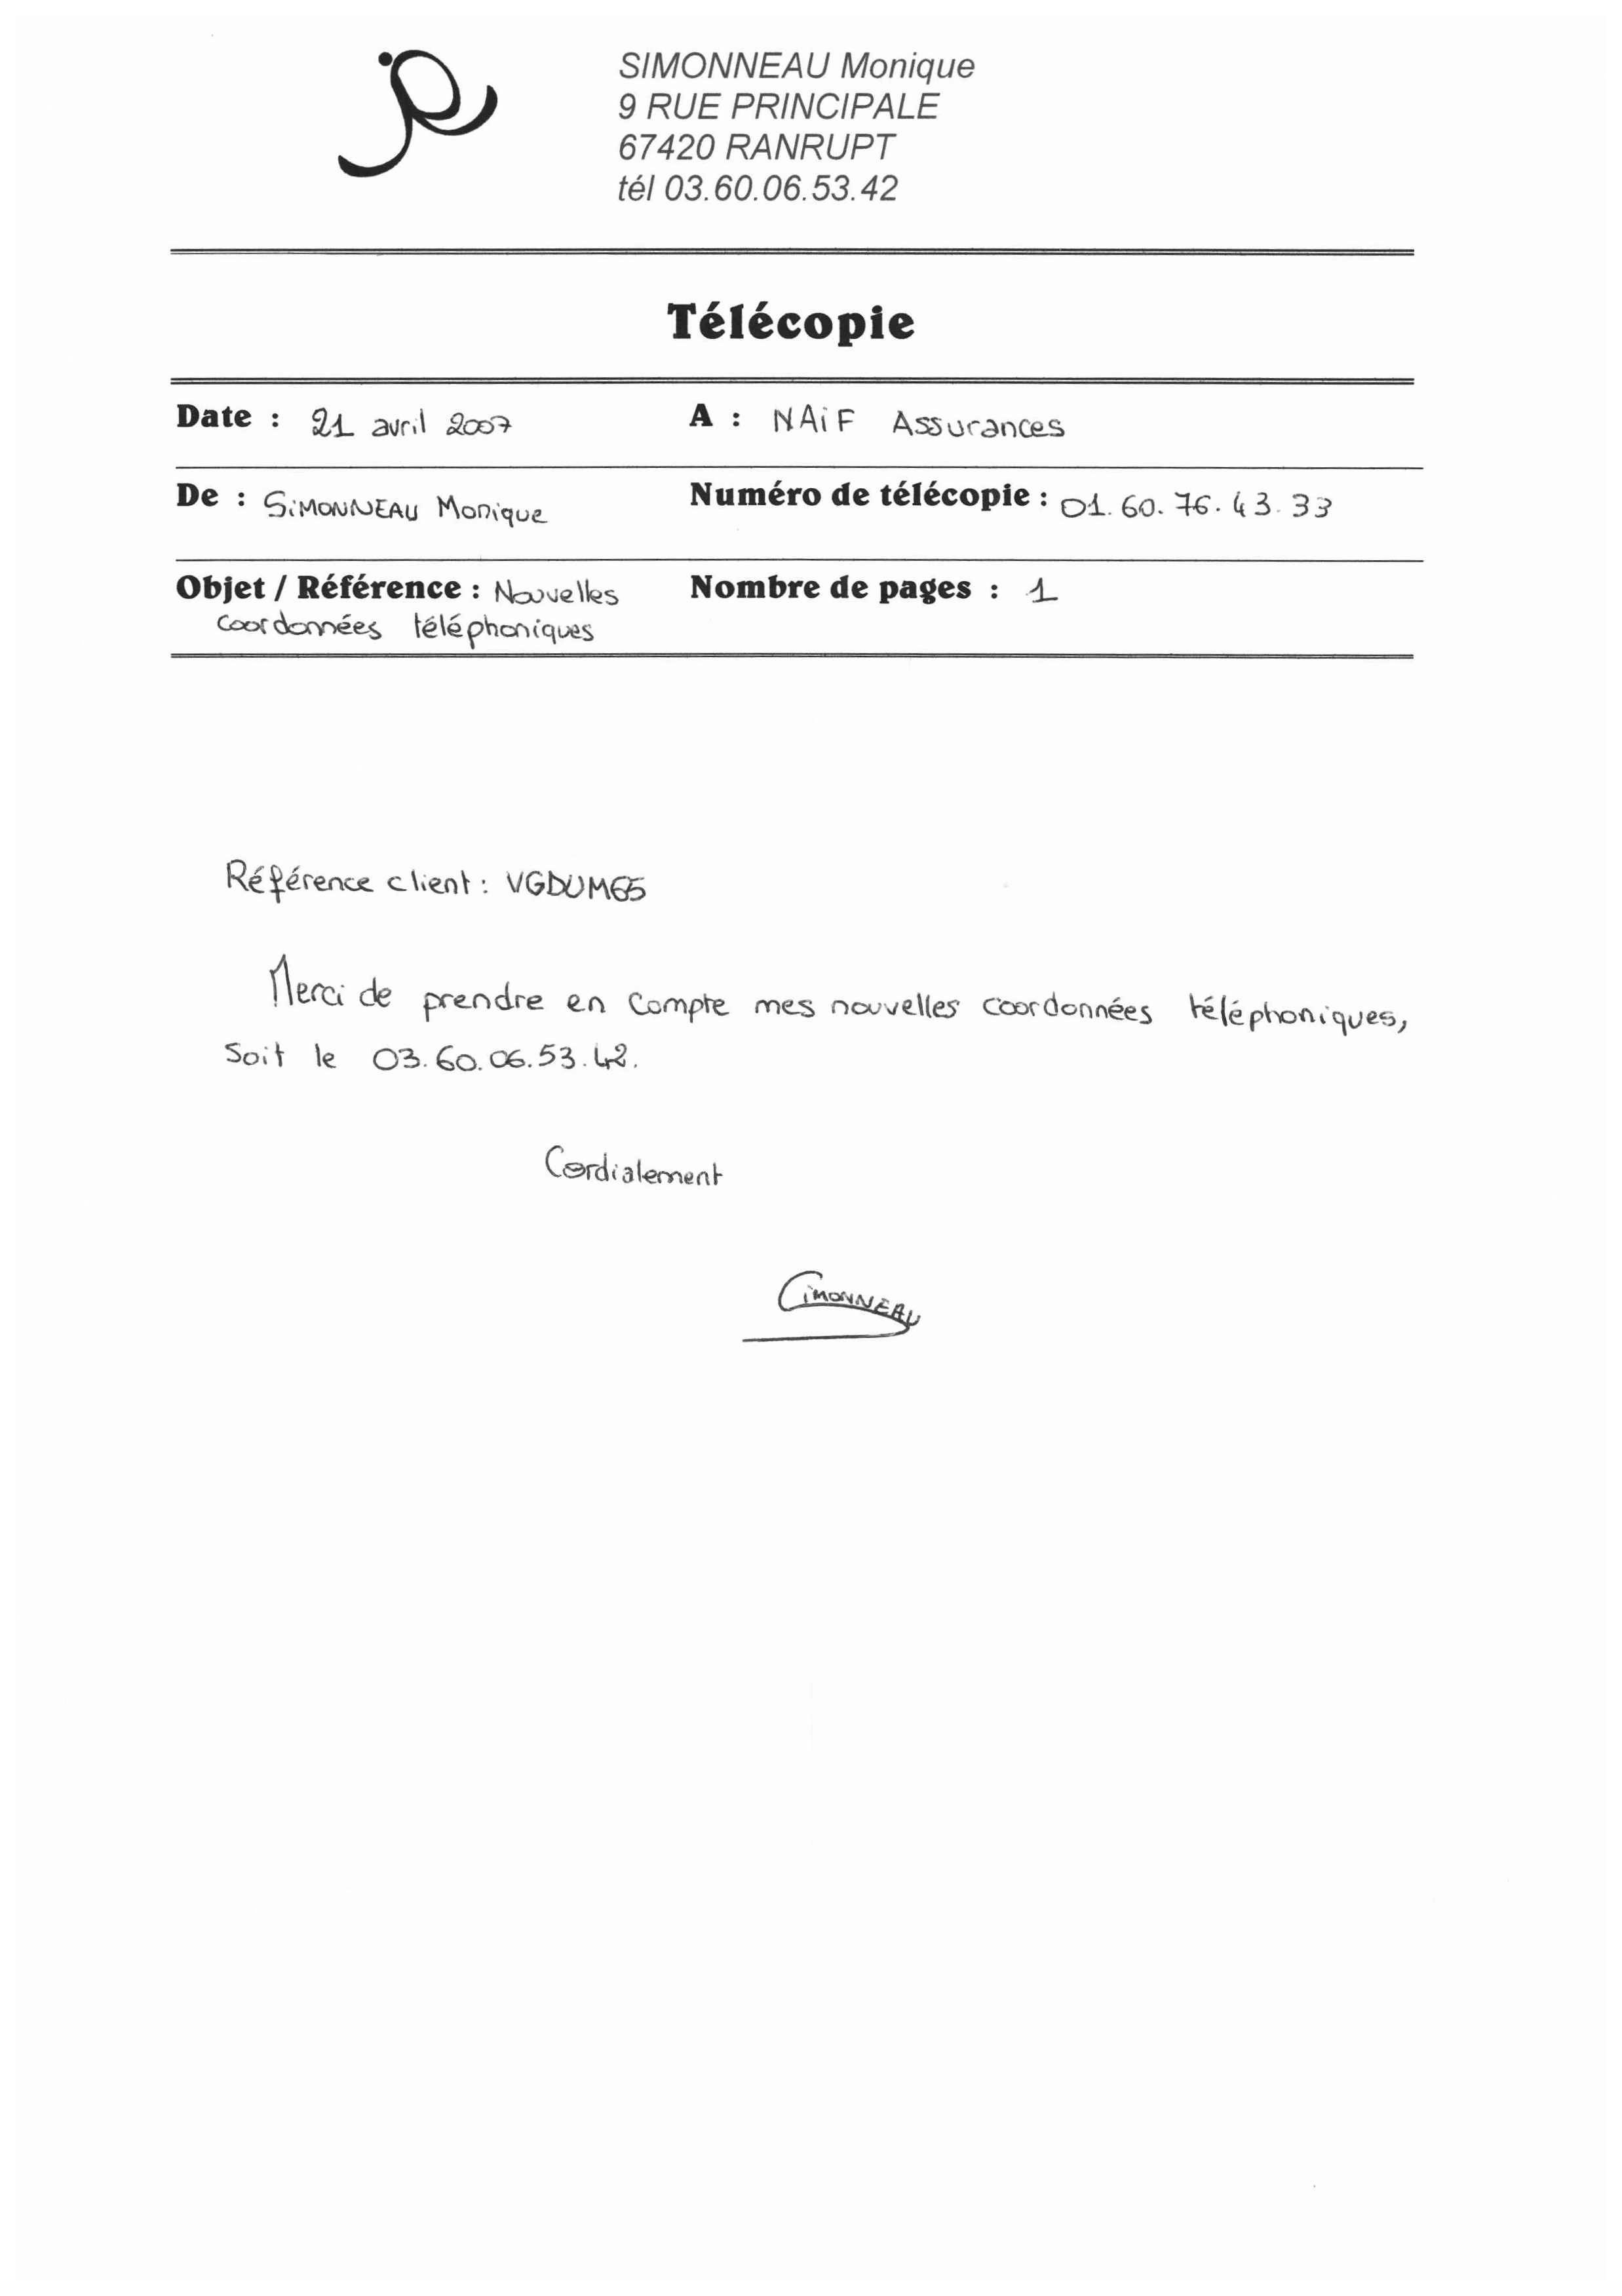 SIMONNEAU Monique
9 RUE PRINCIPALE
67420 RANRUPT
tél 03.60.06.53.42
Télécopie
Date : 21 avril 2007 A : NAiF Assurances
De : SiMONNEAU Monique Numéro de télécopie : 01.60.76.43.33
Objet / Référence : Nouvelles Nombre de pages : 1
coordonnées téléphoniques
Référence client : VGDUM65
Merci de prendre en compte mes nouvelles coordonnées téléphoniques,
soit le 03.60.06.53.42.
Cordialement
SiMONNEAU